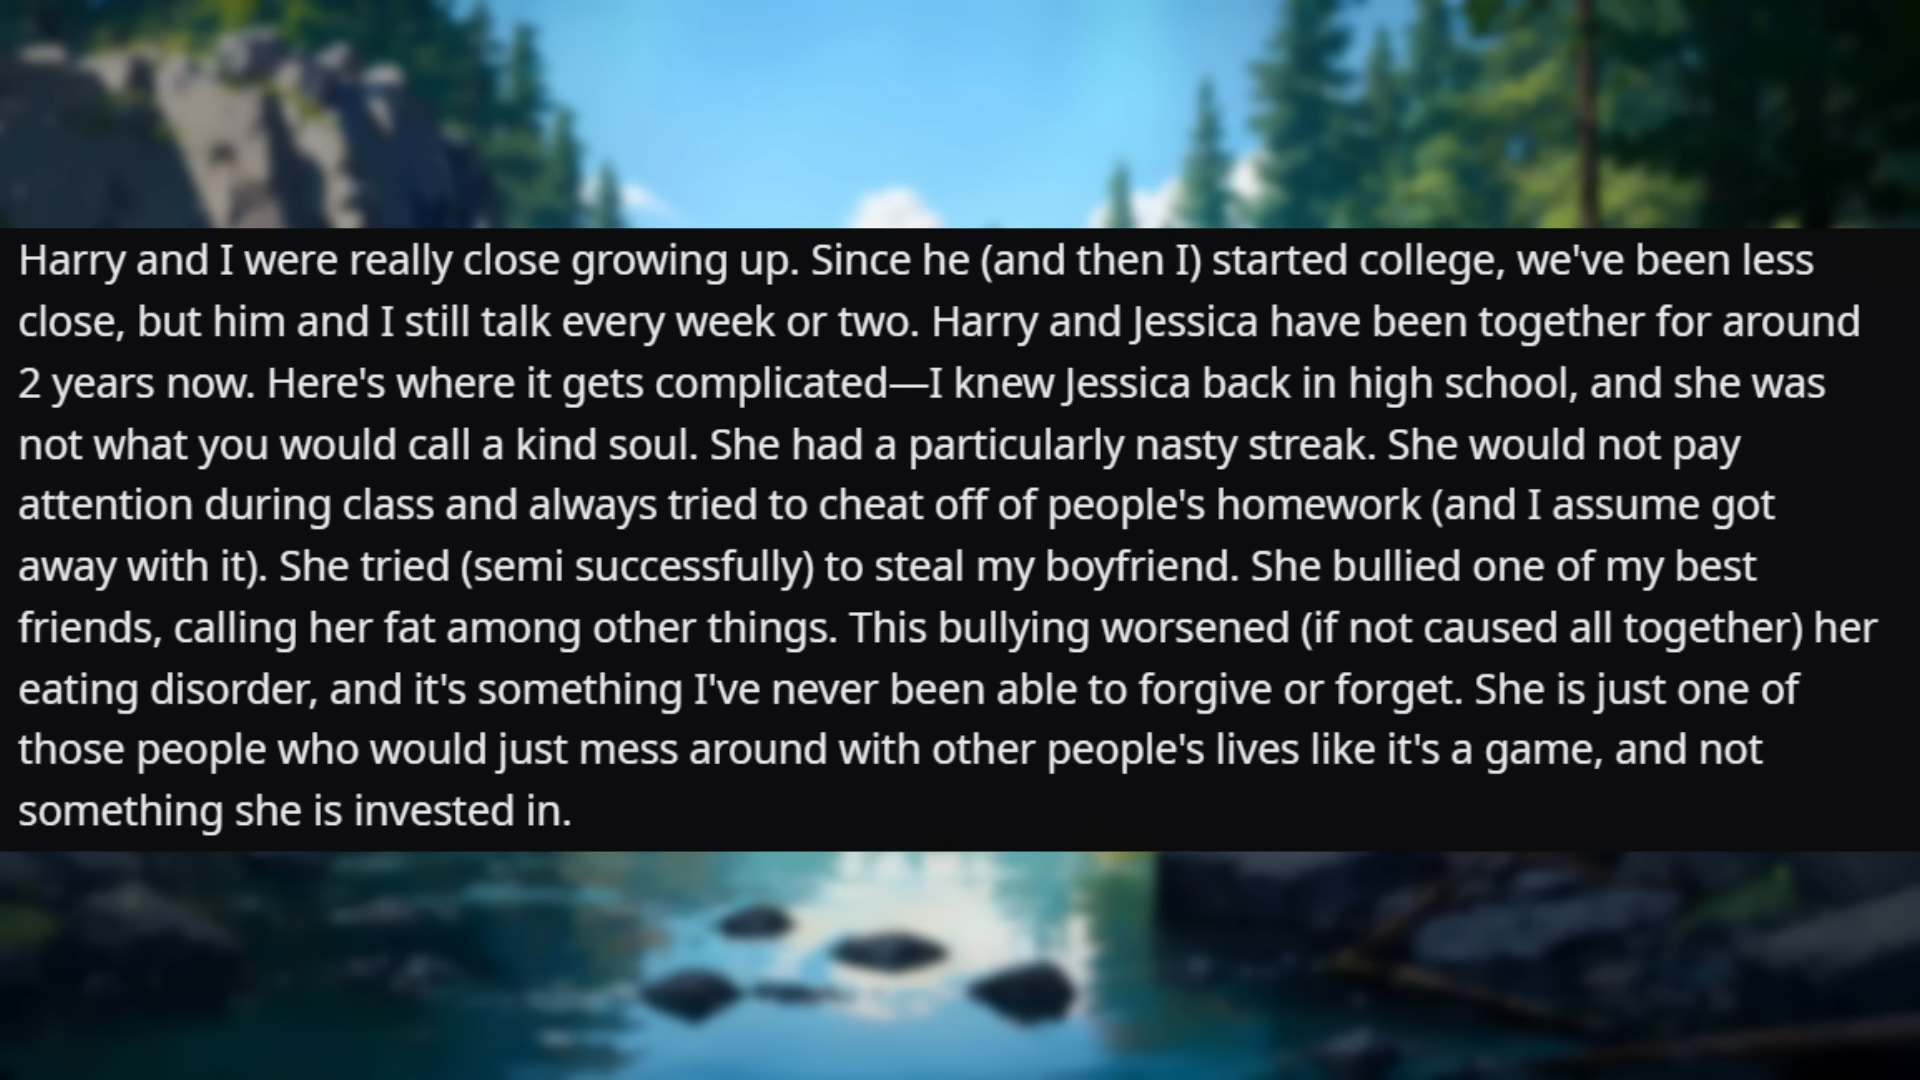 Harry and I were really close growing up. Since he (and then I) started college, we've been less
close, but him and I still talk every week or two. Harry and Jessica have been together for around
2 years now. Here's where it gets complicated—I knew Jessica back in high school, and she was
not what you would call a kind soul. She had a particularly nasty streak. She would not pay
attention during class and always tried to cheat off of people's homework (and I assume got
away with it). She tried (semi successfully) to steal my boyfriend. She bullied one of my best
friends, calling her fat among other things. This bullying worsened (if not caused all together) her
eating disorder, and it's something I've never been able to forgive or forget. She is just one of
those people who would just mess around with other people's lives like it's a game, and not
something she is invested in.